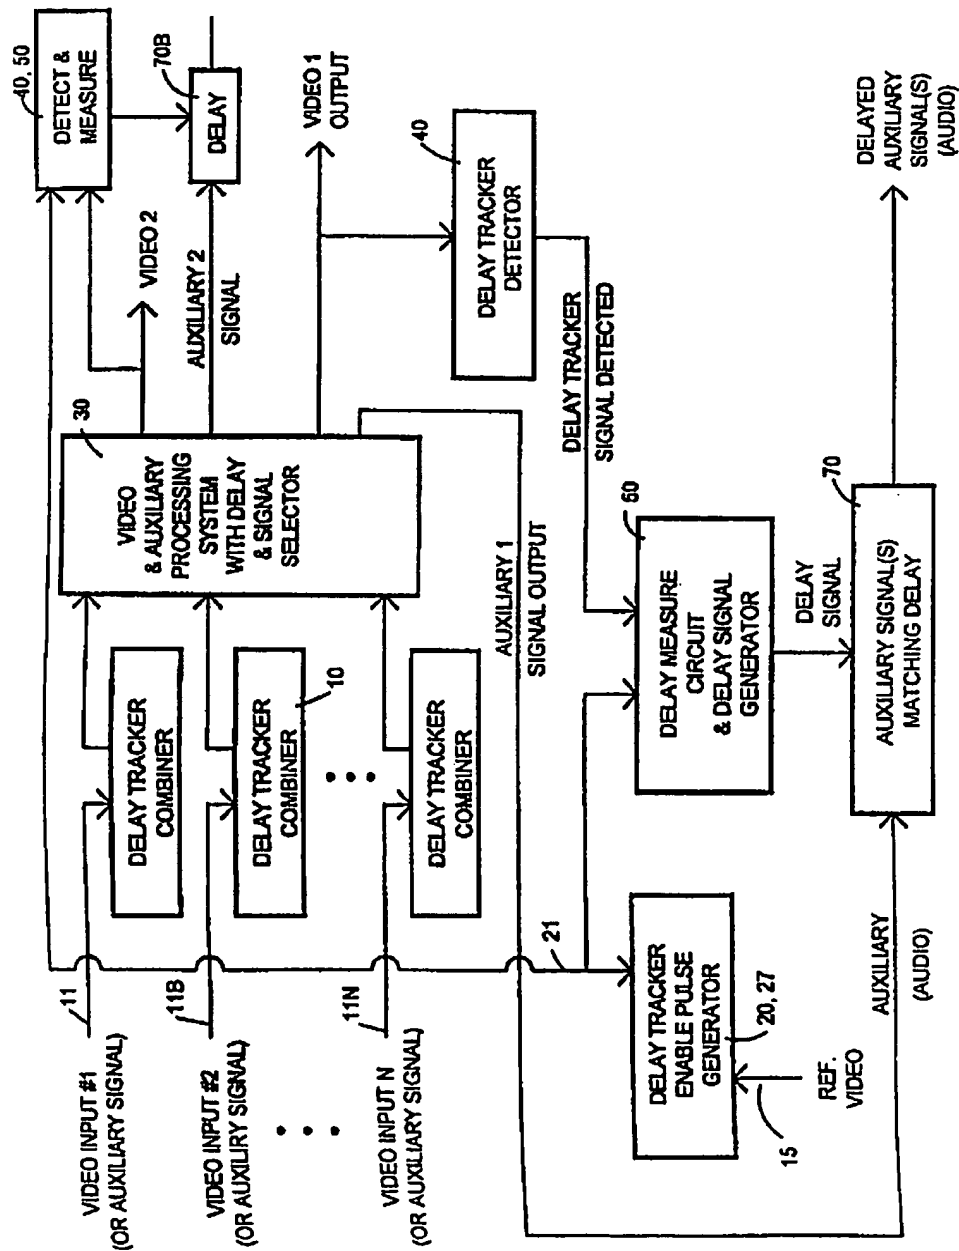 VIDEO INPUT #1
(OR AUXILIARY SIGNAL)
11
DELAY TRACKER
COMBINER
VIDEO INPUT #2
(OR AUXILIRY SIGNAL)
11B
DELAY TRACKER
COMBINER
10
VIDEO INPUT N
(OR AUXILIARY SIGNAL)
11N
DELAY TRACKER
COMBINER
VIDEO
& AUXILIARY
PROCESSING
SYSTEM
WITH DELAY
& SIGNAL
SELECTOR
30
40, 50
DETECT &
MEASURE
70B
DELAY
VIDEO 2
AUXILIARY 2
SIGNAL
VIDEO 1
OUTPUT
40
DELAY TRACKER
DETECTOR
AUXILIARY 1
SIGNAL OUTPUT
DELAY TRACKER
SIGNAL DETECTED
21
DELAY TRACKER
ENABLE PULSE
GENERATOR
20, 27
15
REF.
VIDEO
50
DELAY MEASURE
CIRCUIT
& DELAY SIGNAL
GENERATOR
DELAY
SIGNAL
70
AUXILIARY SIGNAL(S)
MATCHING DELAY
AUXILIARY
(AUDIO)
DELAYED
AUXILIARY
SIGNAL(S)
(AUDIO)